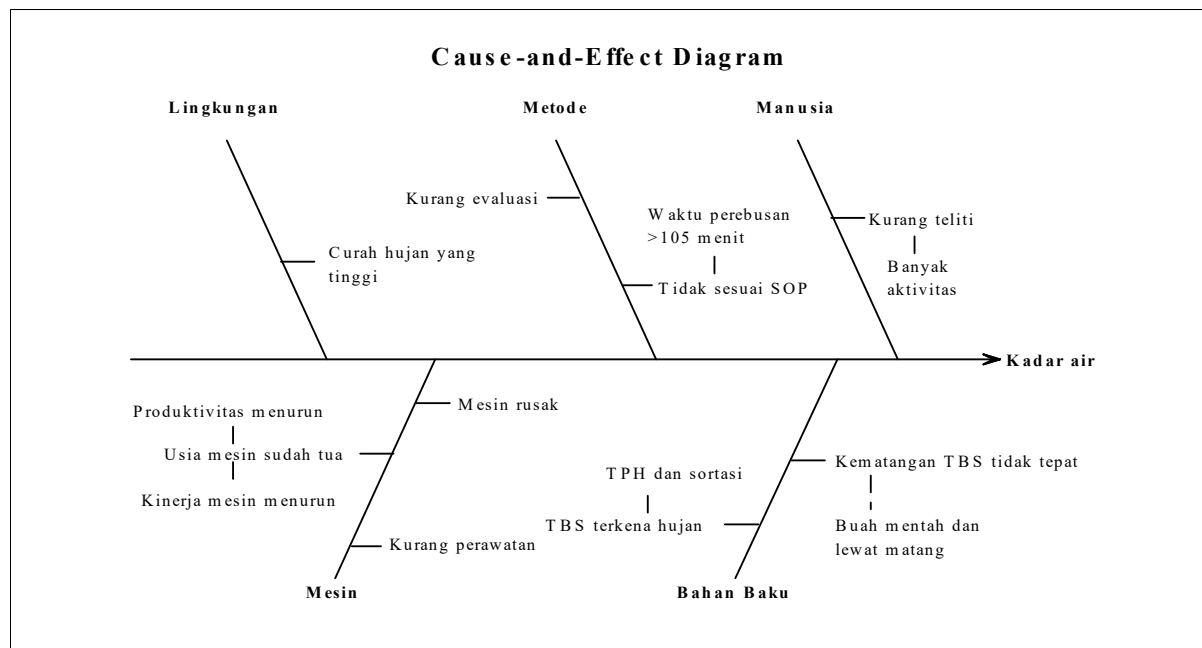 Cause-and-Effect Diagram
Lingkungan
Metode
Manusia
Kurang evaluasi
Waktu perebusan
>105 menit
Tidak sesuai SOP
Kurang teliti
Banyak
aktivitas
Curah hujan yang
tinggi
Kadar air
Produktivitas menurun
Usia mesin sudah tua
Kinerja mesin menurun
Mesin rusak
Kurang perawatan
TPH dan sortasi
TBS terkena hujan
Kematangan TBS tidak tepat
Buah mentah dan
lewat matang
Mesin
Bahan Baku